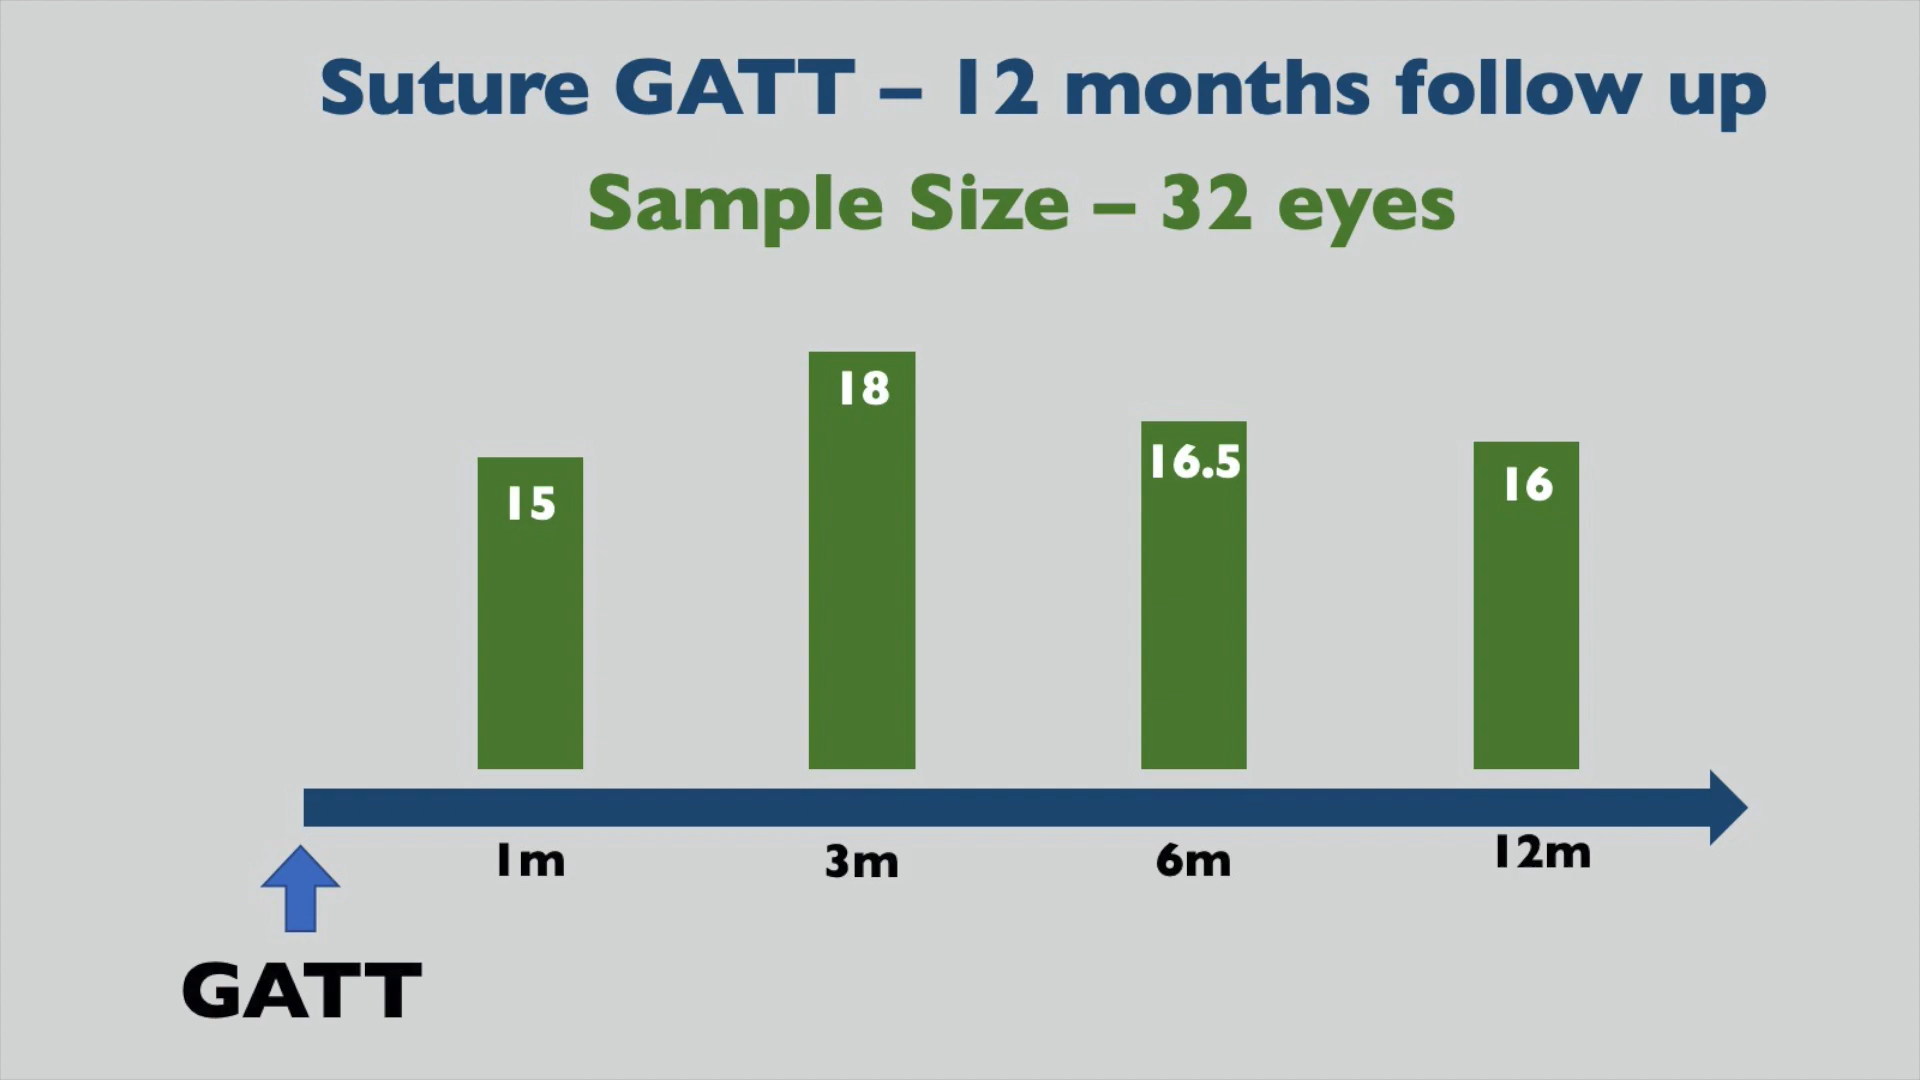 Suture GATT – 12 months follow up
Sample Size – 32 eyes
15
18
16.5
16
1m
3m
6m
12m
GATT